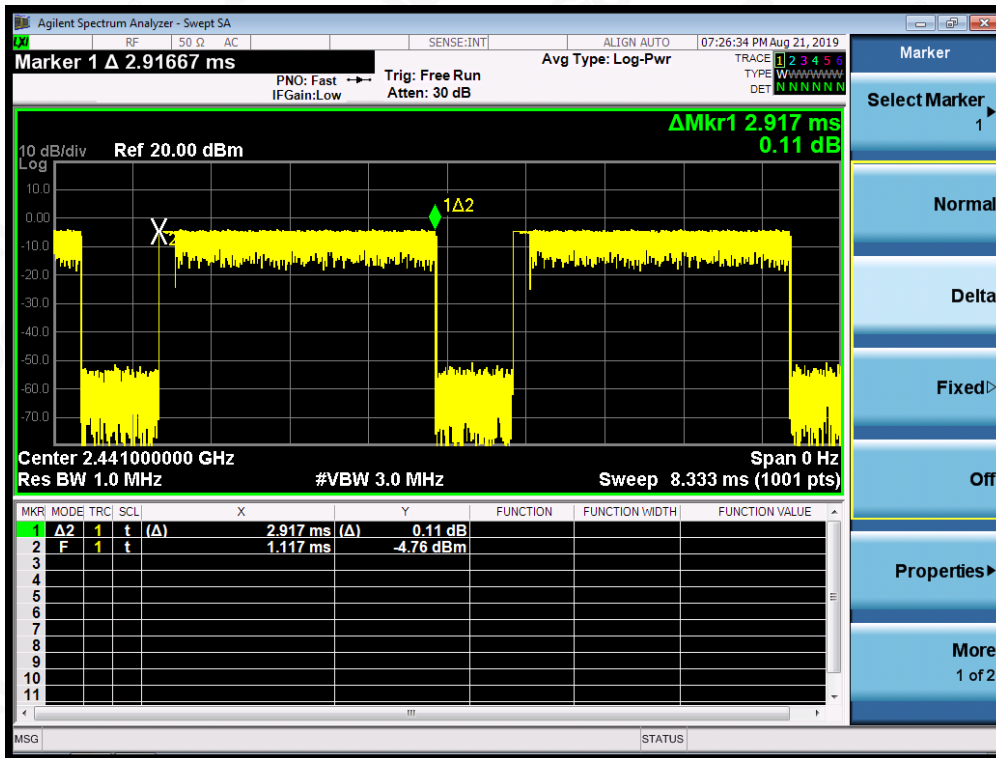 Agilent Spectrum Analyzer - Swept SA
LXI RF 50 Ω AC SENSE:INT ALIGN AUTO 07:26:34 PM Aug 21, 2019
Marker 1 Δ 2.91667 ms
PNO: Fast
IFGain:Low
Trig: Free Run
Atten: 30 dB
Avg Type: Log-Pwr
TRACE 1 2 3 4 5 6
TYPE WWWWWW
DET N N N N N N
ΔMkr1 2.917 ms
0.11 dB
10 dB/div Ref 20.00 dBm
Log
10.0
0.00
-10.0
-20.0
-30.0
-40.0
-50.0
-60.0
-70.0
X2
1Δ2
Center 2.441000000 GHz Span 0 Hz
Res BW 1.0 MHz #VBW 3.0 MHz Sweep 8.333 ms (1001 pts)
MKR MODE TRC SCL X Y FUNCTION FUNCTION WIDTH FUNCTION VALUE
1 Δ2 1 t (Δ) 2.917 ms (Δ) 0.11 dB
2 F 1 t 1.117 ms -4.76 dBm
3
4
5
6
7
8
9
10
11
MSG STATUS
Marker
Select Marker
1
Normal
Delta
Fixed
Off
Properties
More
1 of 2